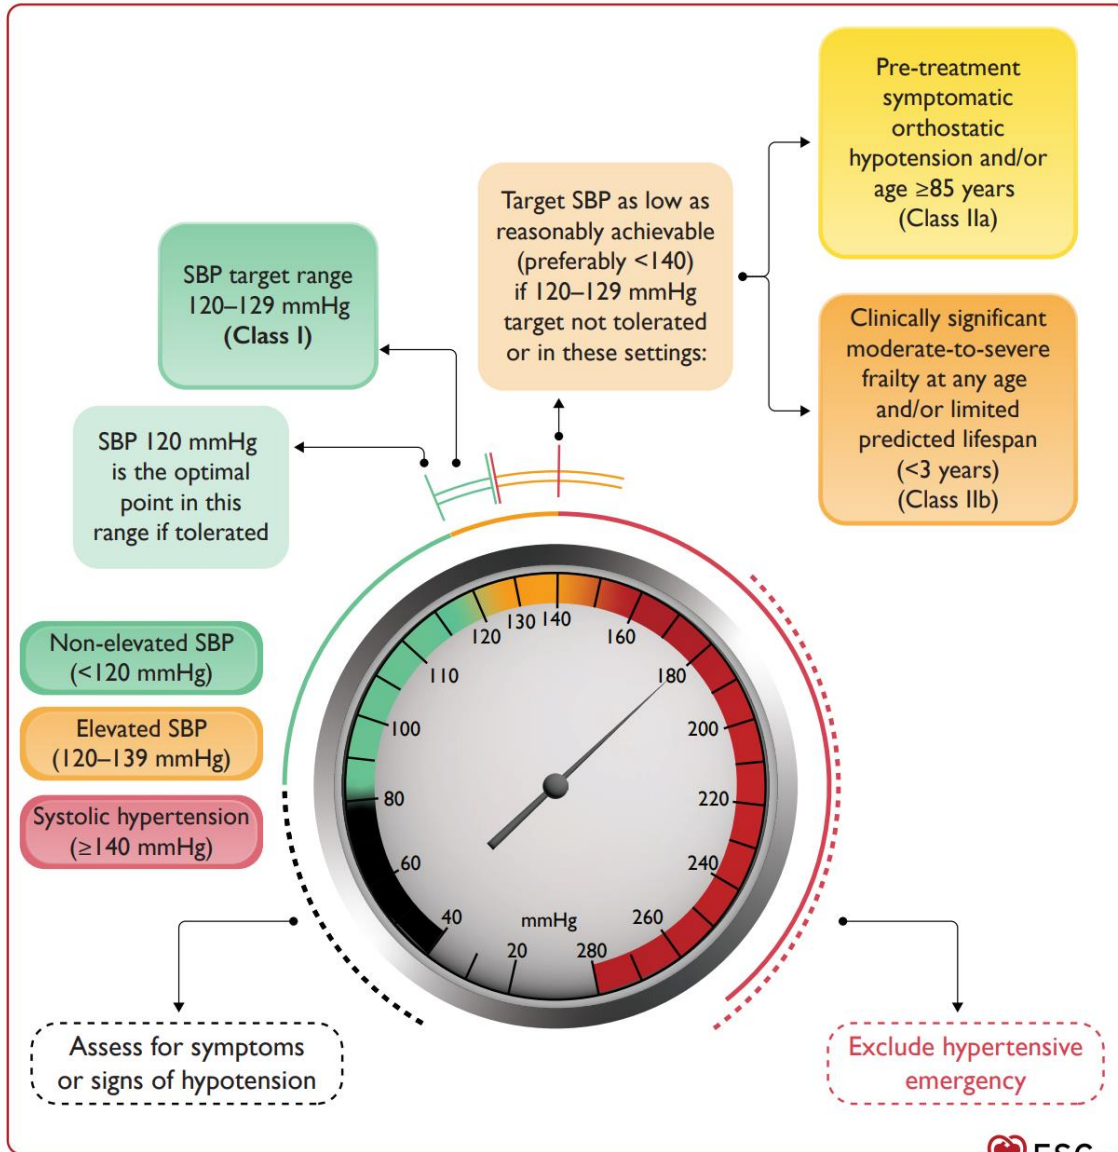 Pre-treatment
symptomatic
orthostatic
hypotension and/or
age ≥85 years
(Class IIa)
Target SBP as low as
reasonably achievable
(preferably <140)
if 120–129 mmHg
target not tolerated
or in these settings:
SBP target range
120–129 mmHg
(Class I)
Clinically significant
moderate-to-severe
frailty at any age
and/or limited
predicted lifespan
(<3 years)
(Class IIb)
SBP 120 mmHg
is the optimal
point in this
range if tolerated
Non-elevated SBP
(<120 mmHg)
Elevated SBP
(120–139 mmHg)
Systolic hypertension
(≥140 mmHg)
20
40
60
80
100
110
120
130
140
160
180
200
220
240
260
280
mmHg
Assess for symptoms
or signs of hypotension
Exclude hypertensive
emergency
ESC